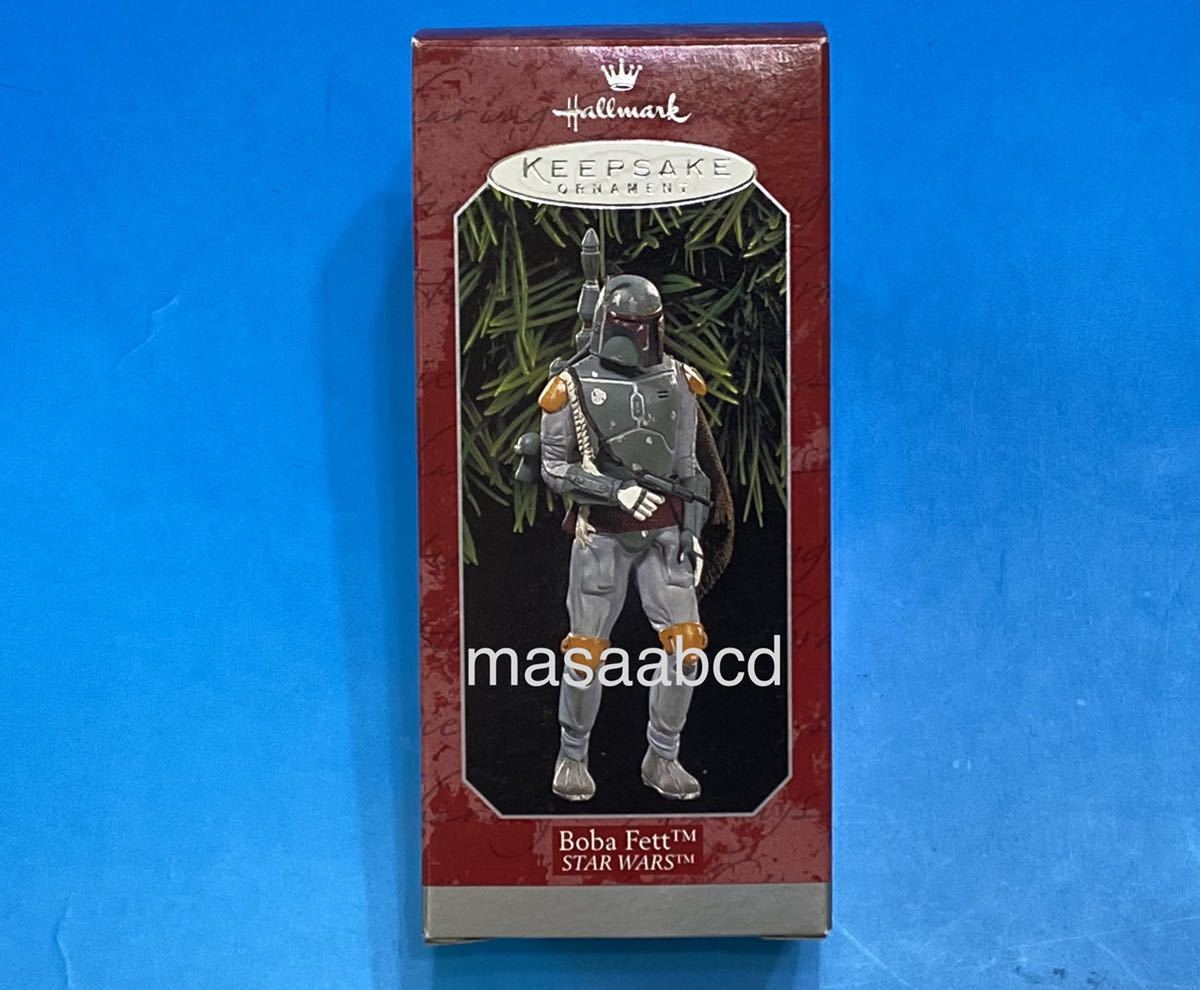 Hallmark
KEEPSAKE
ORNAMENT
masaabcd
Boba Fett™
STAR WARS™